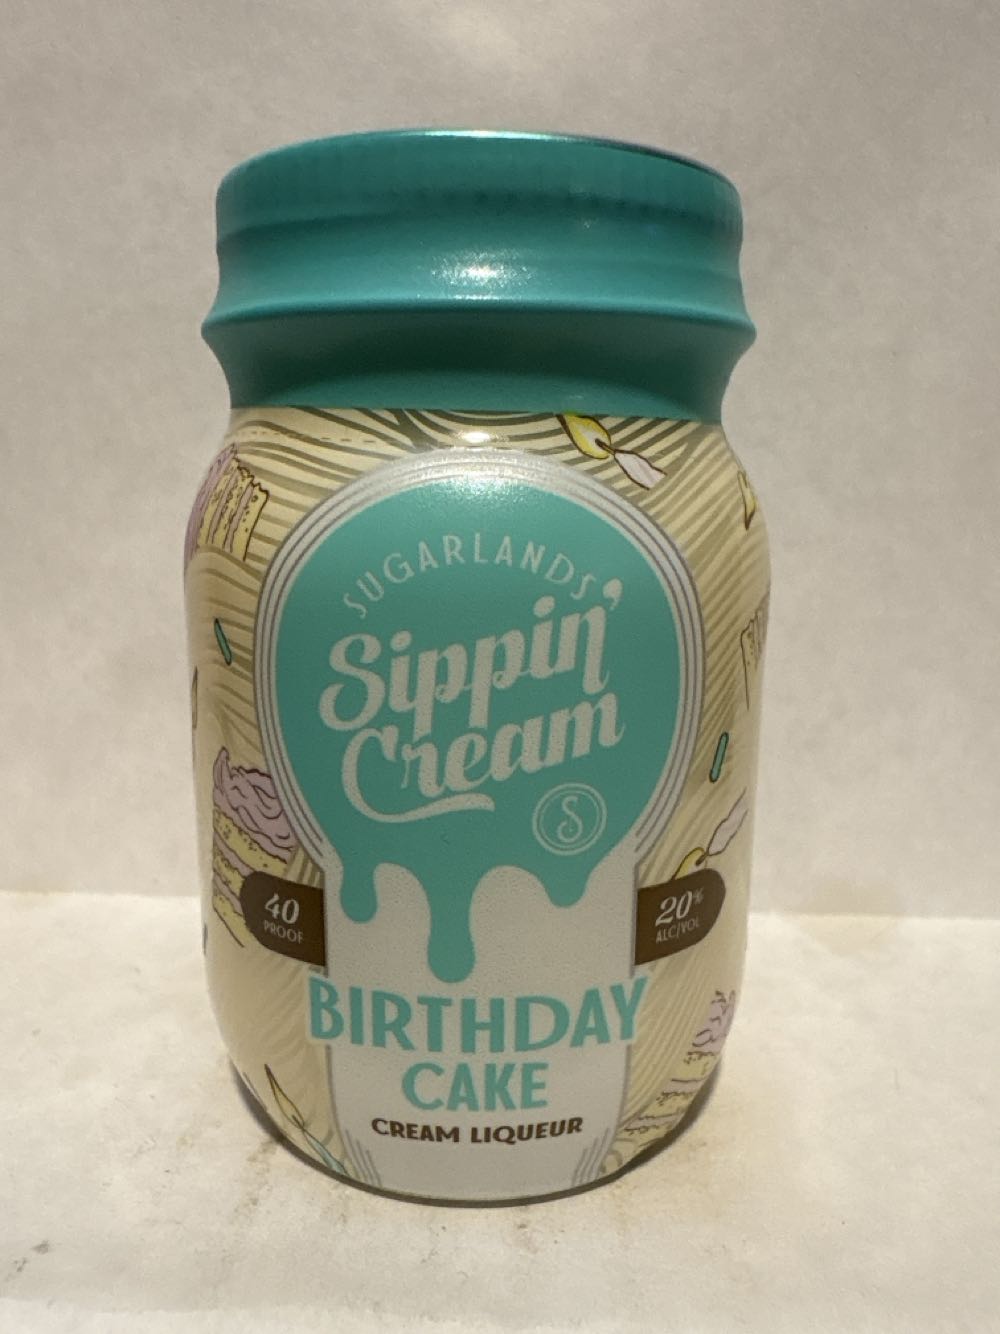 SUGARLANDS
Sippin'
Cream
S
40
PROOF
20%
ALC/VOL
BIRTHDAY
CAKE
CREAM LIQUEUR